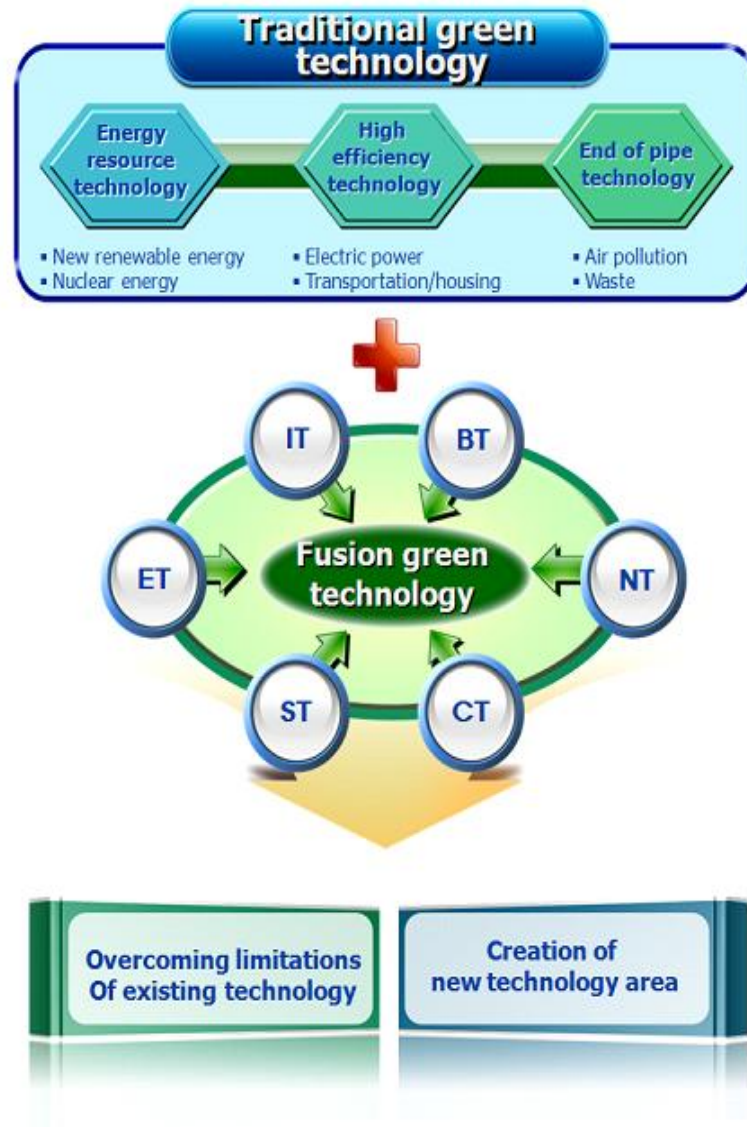 Traditional green
technology
Energy
resource
technology
High
efficiency
technology
End of pipe
technology
▪ New renewable energy
▪ Nuclear energy
▪ Electric power
▪ Transportation/housing
▪ Air pollution
▪ Waste
IT
BT
ET
Fusion green
technology
NT
ST
CT
Overcoming limitations
Of existing technology
Creation of
new technology area